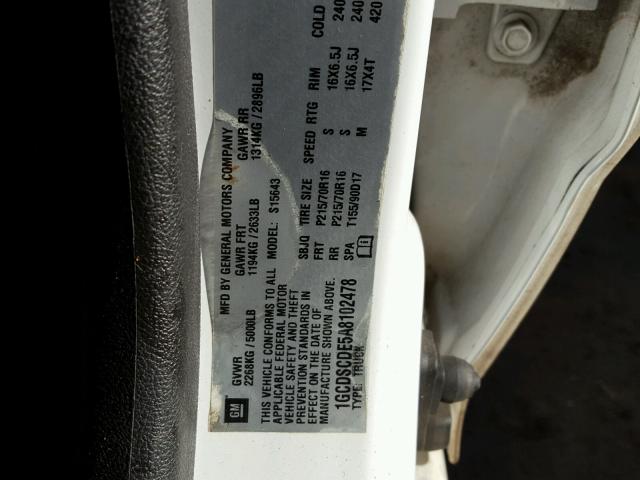 GM
MFD BY GENERAL MOTORS COMPANY
GVWR GAWR FRT GAWR RR
2268KG / 5000LB 1194KG / 2633LB 1314KG / 2896LB
THIS VEHICLE CONFORMS TO ALL
APPLICABLE FEDERAL MOTOR
VEHICLE SAFETY AND THEFT
PREVENTION STANDARDS IN
EFFECT ON THE DATE OF
MANUFACTURE SHOWN ABOVE.
1GCDSCDE5A8102478
TYPE: TRUCK
MODEL: S15643
SBJQ TIRE SIZE SPEED RTG RIM COLD
FRT P215/70R16 S 16X6.5J 240
RR P215/70R16 S 16X6.5J 240
SPA T155/90D17 M 17X4T 420